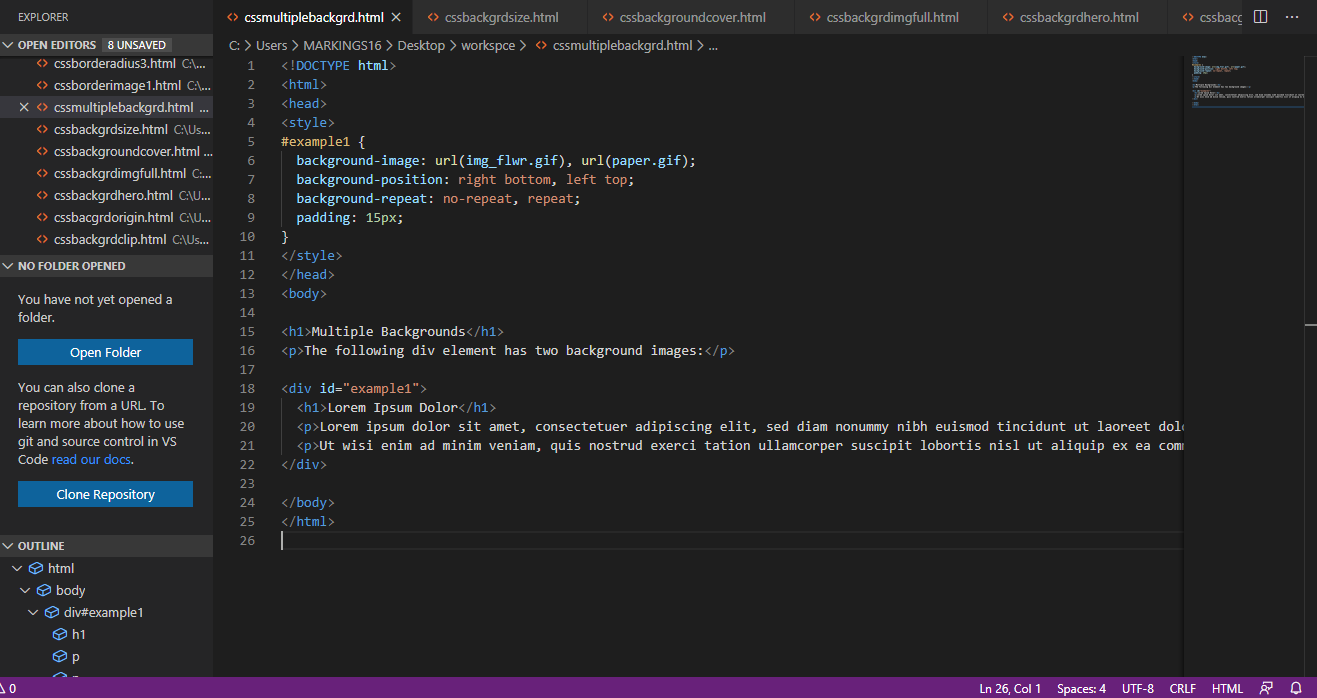 EXPLORER
OPEN EDITORS 8 UNSAVED
cssborderadius3.html C:\...
cssborderimage1.html C:\...
cssmultiplebackgrd.html ...
cssbackgrdsize.html C:\Us...
cssbackgroundcover.html ...
cssbackgrdimgfull.html C:...
cssbackgrdhero.html C:\U...
cssbacgrdorigin.html C:\U...
cssbackgrdclip.html C:\Us...
NO FOLDER OPENED
You have not yet opened a
folder.
Open Folder
You can also clone a
repository from a URL. To
learn more about how to use
git and source control in VS
Code read our docs.
Clone Repository
OUTLINE
html
body
div#example1
h1
p
cssmultiplebackgrd.html cssbackgrdsize.html cssbackgroundcover.html cssbackgrdimgfull.html cssbackgrdhero.html cssbacg
C: > Users > MARKINGS16 > Desktop > workspce > cssmultiplebackgrd.html > ...
1 <!DOCTYPE html>
2 <html>
3 <head>
4 <style>
5 #example1 {
6 background-image: url(img_flwr.gif), url(paper.gif);
7 background-position: right bottom, left top;
8 background-repeat: no-repeat, repeat;
9 padding: 15px;
10 }
11 </style>
12 </head>
13 <body>
14
15 <h1>Multiple Backgrounds</h1>
16 <p>The following div element has two background images:</p>
17
18 <div id="example1">
19 <h1>Lorem Ipsum Dolor</h1>
20 <p>Lorem ipsum dolor sit amet, consectetuer adipiscing elit, sed diam nonummy nibh euismod tincidunt ut laoreet dol
21 <p>Ut wisi enim ad minim veniam, quis nostrud exerci tation ullamcorper suscipit lobortis nisl ut aliquip ex ea com
22 </div>
23
24 </body>
25 </html>
26
0 Ln 26, Col 1 Spaces: 4 UTF-8 CRLF HTML